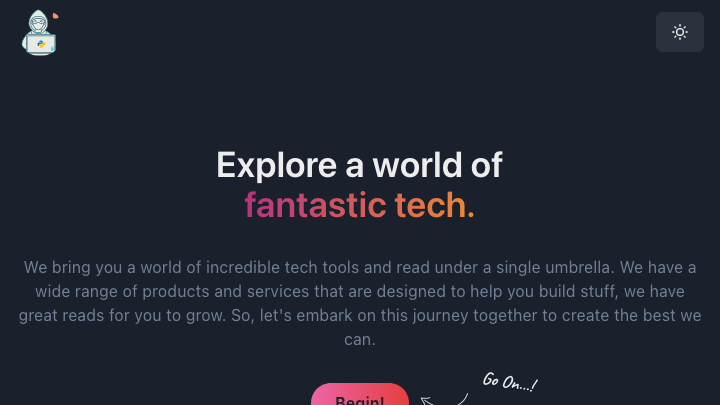 Explore a world of
fantastic tech.
We bring you a world of incredible tech tools and read under a single umbrella. We have a
wide range of products and services that are designed to help you build stuff, we have
great reads for you to grow. So, let's embark on this journey together to create the best we
can.
Go On...!
Begin!